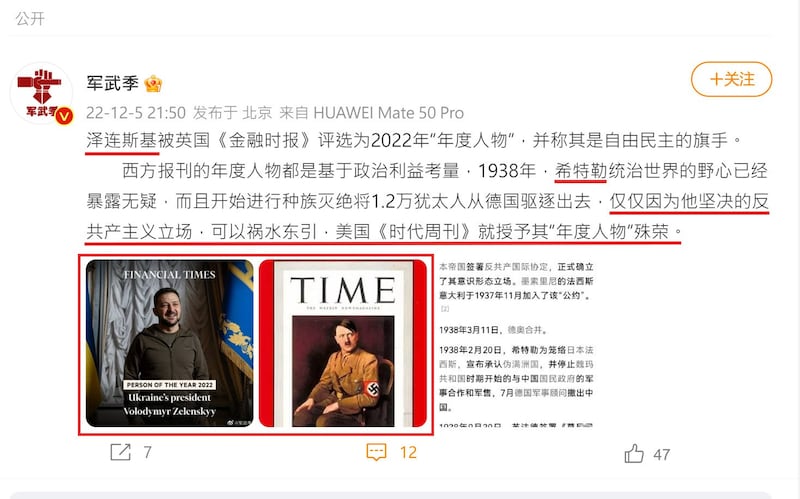 公开
军武季
+关注
22-12-5 21:50 发布于 北京 来自 HUAWEI Mate 50 Pro
泽连斯基被英国《金融时报》评选为2022年“年度人物”，并称其是自由民主的旗手。
西方报刊的年度人物都是基于政治利益考量，1938年，希特勒统治世界的野心已经
暴露无疑，而且开始进行种族灭绝将1.2万犹太人从德国驱逐出去，仅仅因为他坚决的反
共产主义立场，可以祸水东引，美国《时代周刊》就授予其“年度人物”殊荣。
军武季
FINANCIAL TIMES
PERSON OF THE YEAR 2022
Ukraine's president
Volodymyr Zelenskyy
TIME
THE WEEKLY NEWSMAGAZINE
本帝国签署反共产国际协定，正式确立
了其意识形态立场。墨索里尼的法西斯
意大利于1937年11月加入了该“公约”。
[2]
1938年3月11日，德奥合并。
1938年2月20日，希特勒为笼络日本法
西斯，宣布承认伪满洲国，并停止魏玛
共和国时期开始的与中国国民政府的军
事合作和军售，7月德国军事顾问撤出中
国。
7
12
47